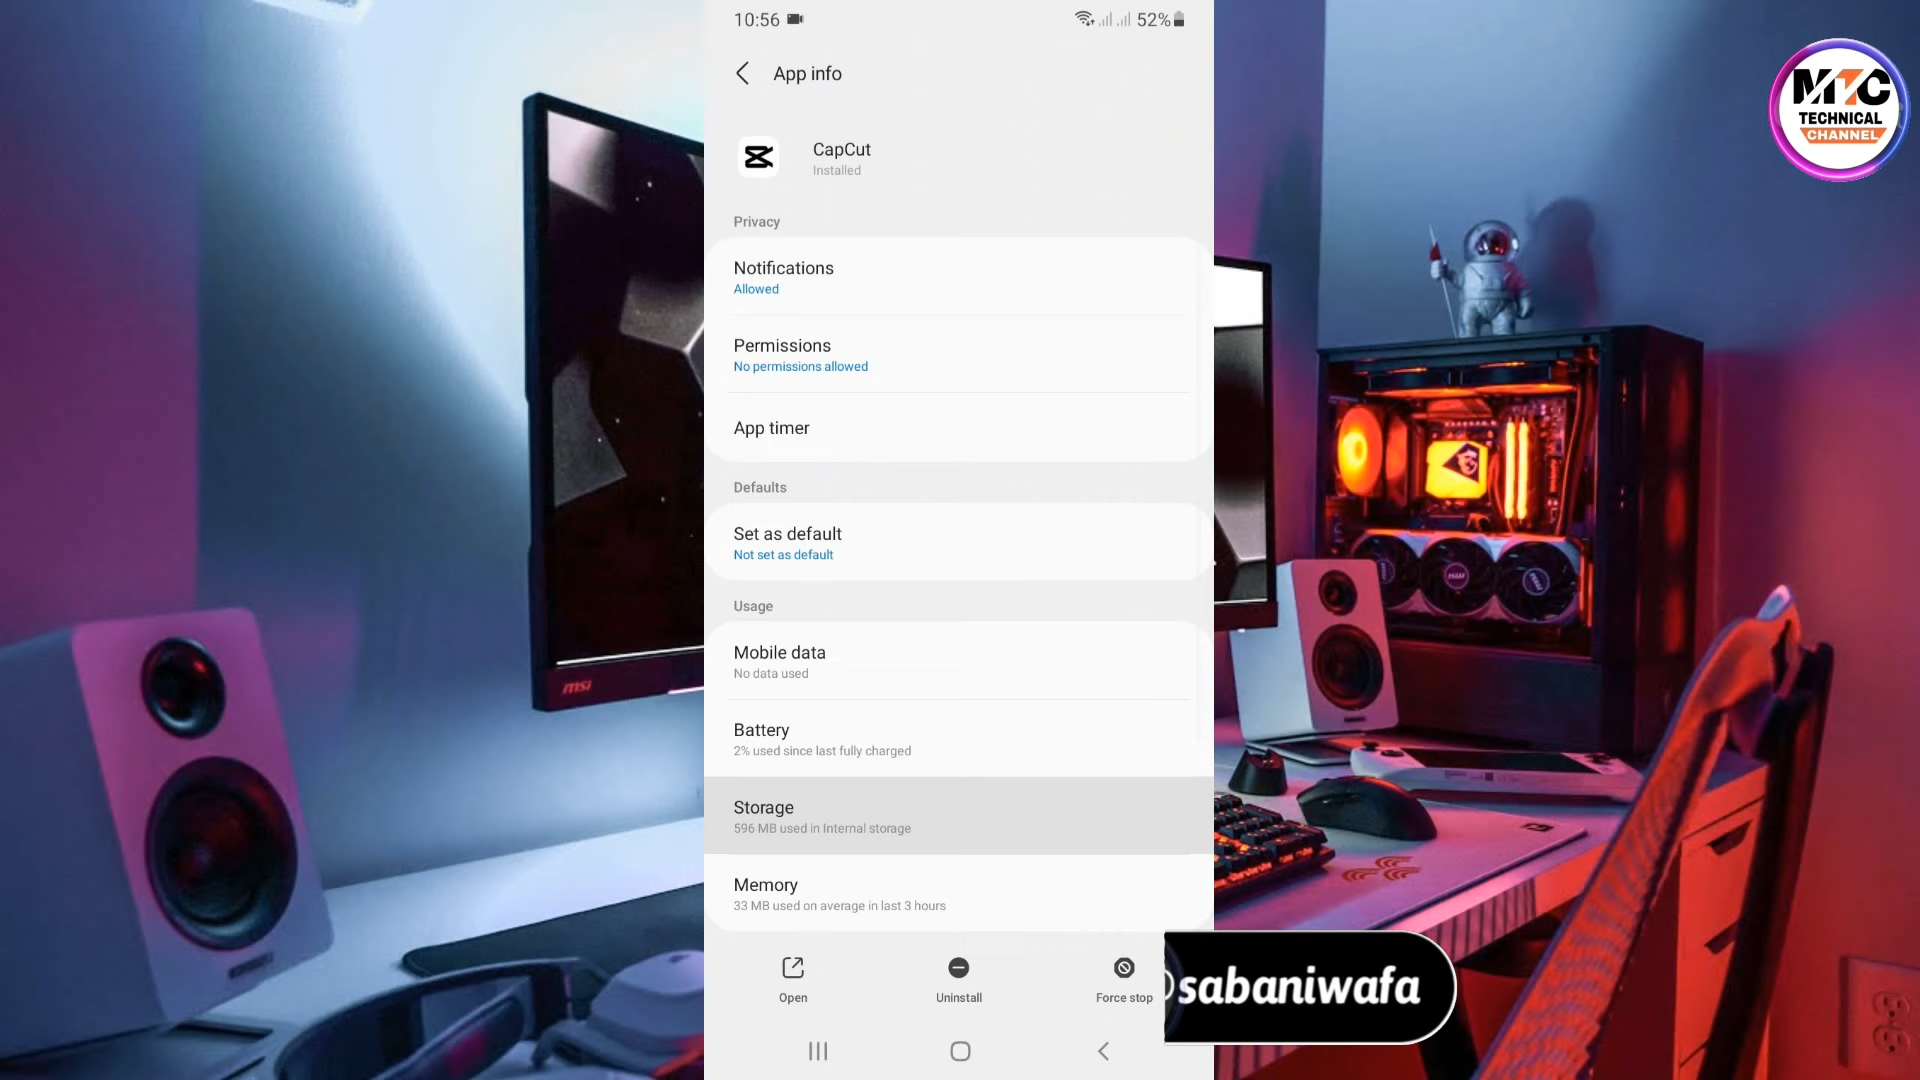 10:56
52%
App info
CapCut
Installed
Privacy
Notifications
Allowed
Permissions
No permissions allowed
App timer
Defaults
Set as default
Not set as default
Usage
Mobile data
No data used
Battery
2% used since last fully charged
Storage
596 MB used in Internal storage
Memory
33 MB used on average in last 3 hours
Open
Uninstall
Force stop
MTC
TECHNICAL
CHANNEL
msi
sabaniwafa